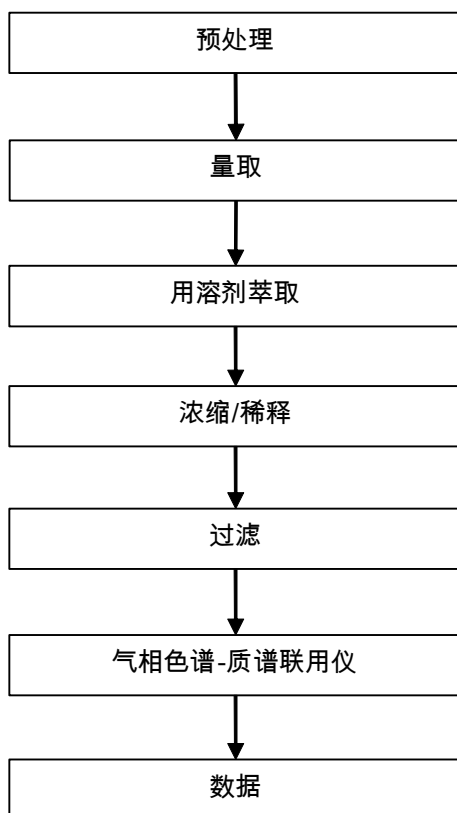 预处理
量取
用溶剂萃取
浓缩/稀释
过滤
气相色谱-质谱联用仪
数据